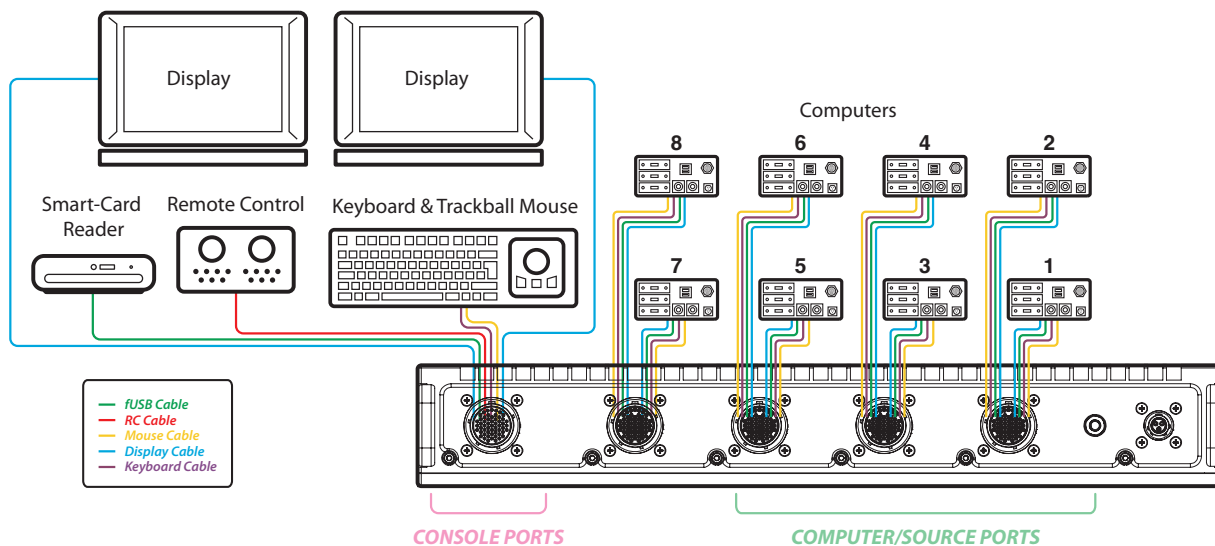 Display
Display
Computers
8
6
4
2
Smart-Card
Reader
Remote Control
Keyboard & Trackball Mouse
7
5
3
1
fUSB Cable
RC Cable
Mouse Cable
Display Cable
Keyboard Cable
CONSOLE PORTS
COMPUTER/SOURCE PORTS